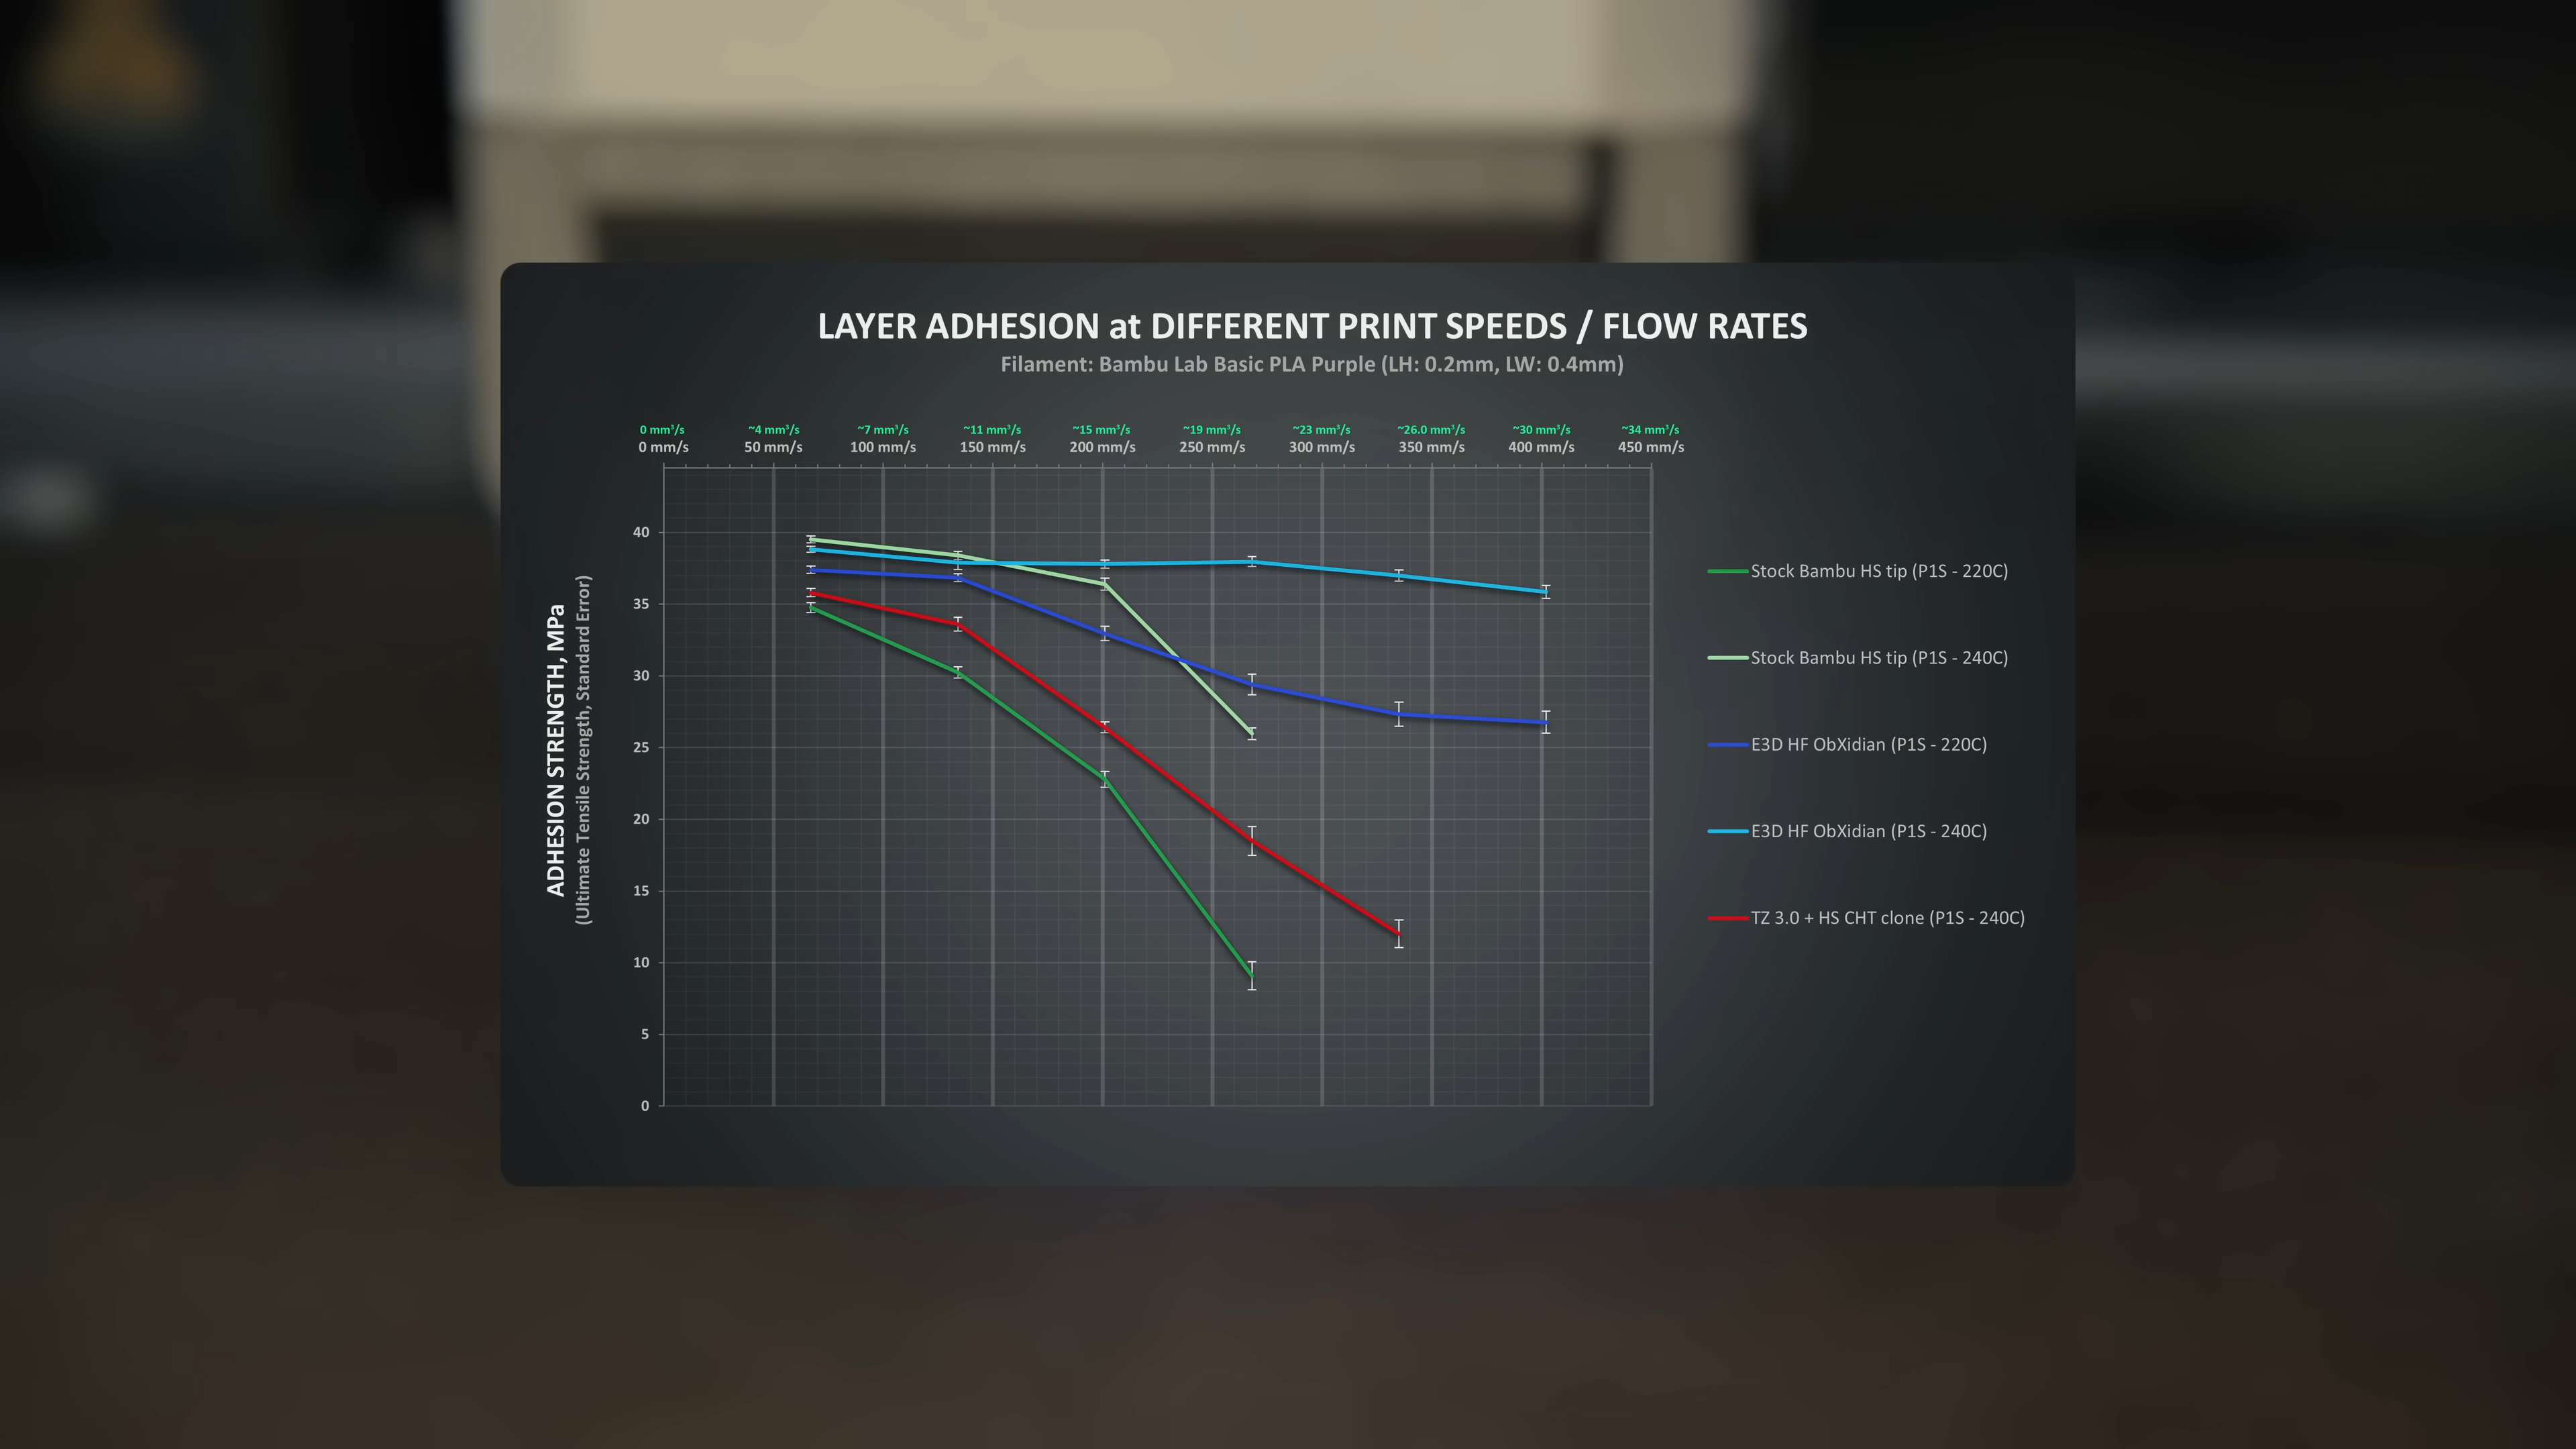 LAYER ADHESION at DIFFERENT PRINT SPEEDS / FLOW RATES
Filament: Bambu Lab Basic PLA Purple (LH: 0.2mm, LW: 0.4mm)
0 mm³/s ~4 mm³/s ~7 mm³/s ~11 mm³/s ~15 mm³/s ~19 mm³/s ~23 mm³/s ~26.0 mm³/s ~30 mm³/s ~34 mm³/s
0 mm/s 50 mm/s 100 mm/s 150 mm/s 200 mm/s 250 mm/s 300 mm/s 350 mm/s 400 mm/s 450 mm/s
ADHESION STRENGTH, MPa
(Ultimate Tensile Strength, Standard Error)
40
35
30
25
20
15
10
5
0
Stock Bambu HS tip (P1S - 220C)
Stock Bambu HS tip (P1S - 240C)
E3D HF ObXidian (P1S - 220C)
E3D HF ObXidian (P1S - 240C)
TZ 3.0 + HS CHT clone (P1S - 240C)